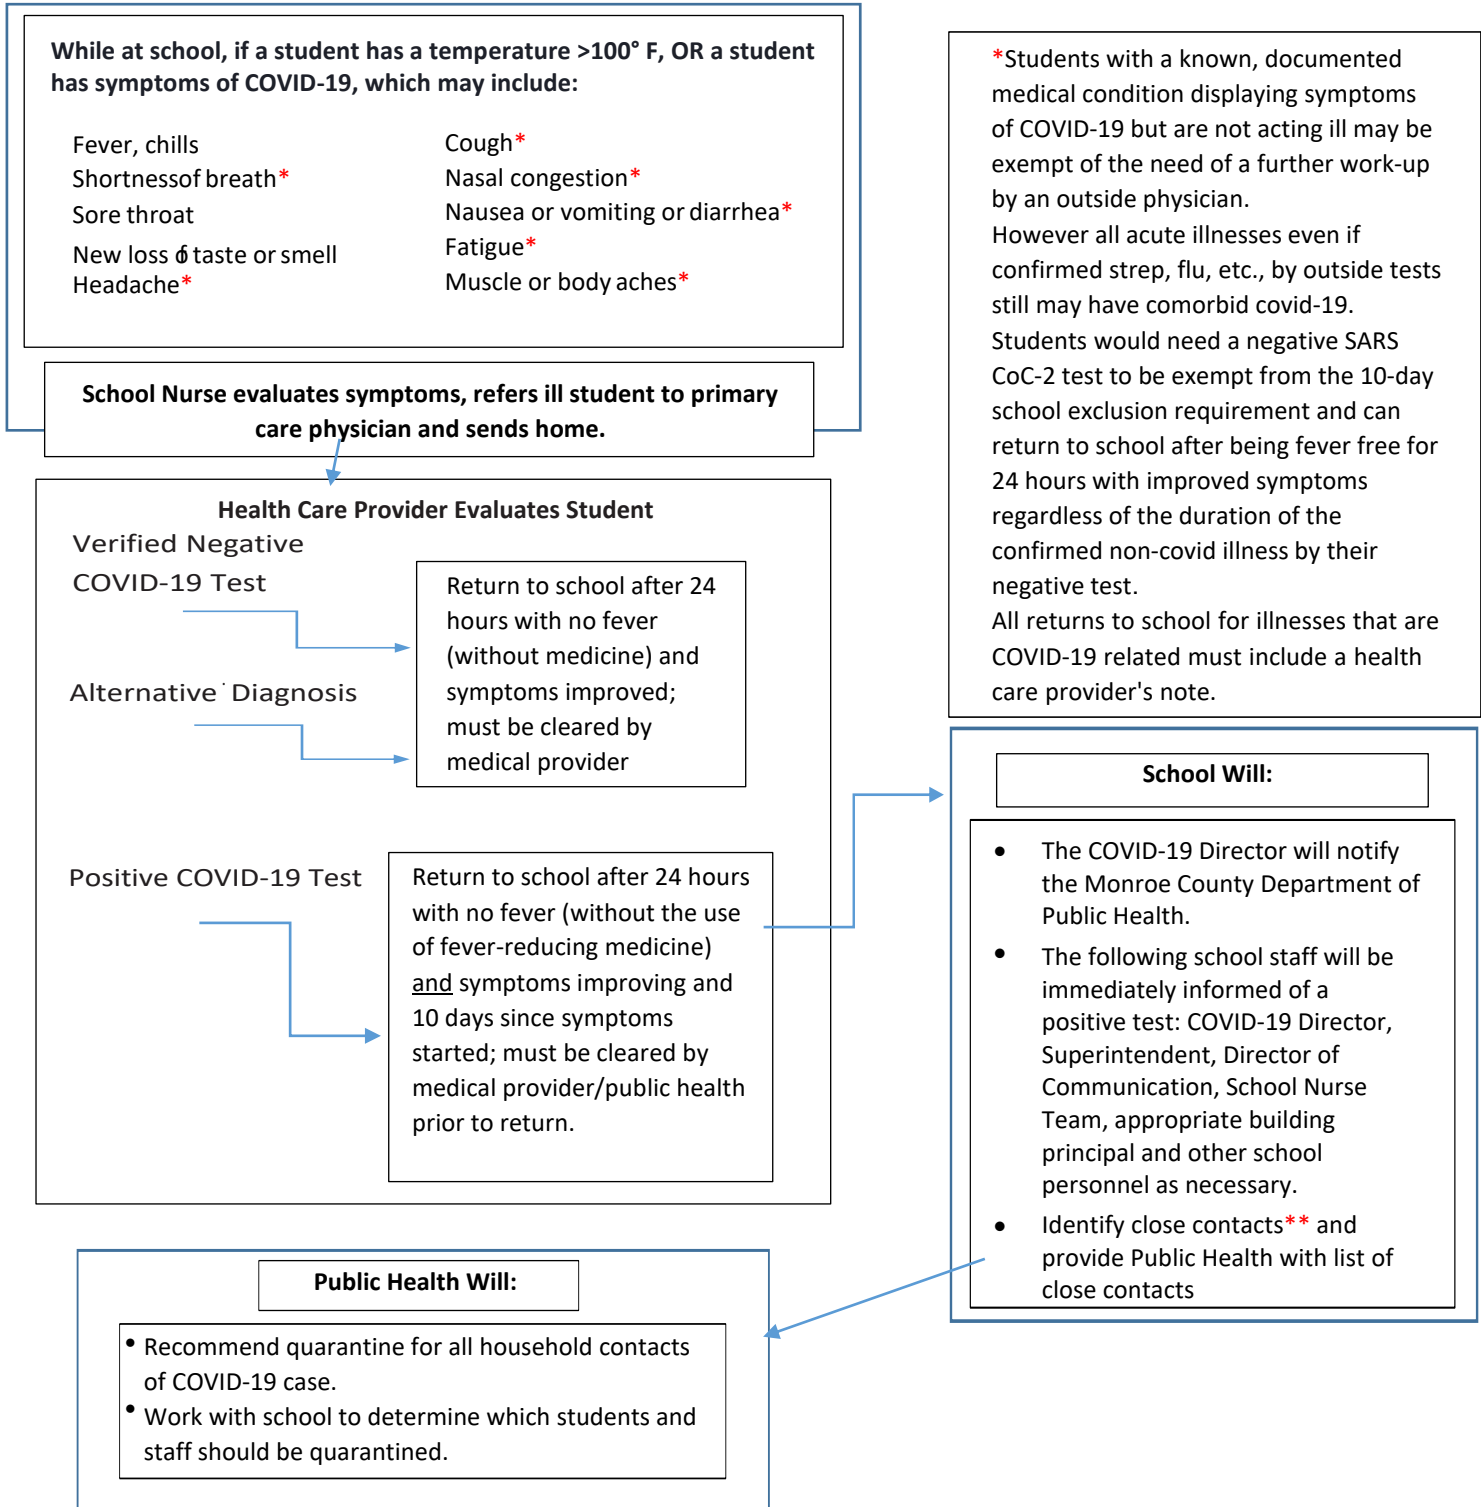 While at school, if a student has a temperature >100° F, OR a student
has symptoms of COVID-19, which may include:
Fever, chills
Shortnessof breath*
Sore throat
New loss of taste or smell
Headache*
Cough*
Nasal congestion*
Nausea or vomiting or diarrhea*
Fatigue*
Muscle or body aches*
School Nurse evaluates symptoms, refers ill student to primary
care physician and sends home.
Health Care Provider Evaluates Student
Verified Negative
COVID-19 Test
Return to school after 24
hours with no fever
(without medicine) and
symptoms improved;
must be cleared by
medical provider
Alternative Diagnosis
Positive COVID-19 Test
Return to school after 24 hours
with no fever (without the use
of fever-reducing medicine)
and symptoms improving and
10 days since symptoms
started; must be cleared by
medical provider/public health
prior to return.
*Students with a known, documented
medical condition displaying symptoms
of COVID-19 but are not acting ill may be
exempt of the need of a further work-up
by an outside physician.
However all acute illnesses even if
confirmed strep, flu, etc., by outside tests
still may have comorbid covid-19.
Students would need a negative SARS
CoC-2 test to be exempt from the 10-day
school exclusion requirement and can
return to school after being fever free for
24 hours with improved symptoms
regardless of the duration of the
confirmed non-covid illness by their
negative test.
All returns to school for illnesses that are
COVID-19 related must include a health
care provider's note.
School Will:
• The COVID-19 Director will notify
the Monroe County Department of
Public Health.
• The following school staff will be
immediately informed of a
positive test: COVID-19 Director,
Superintendent, Director of
Communication, School Nurse
Team, appropriate building
principal and other school
personnel as necessary.
• Identify close contacts** and
provide Public Health with list of
close contacts
Public Health Will:
• Recommend quarantine for all household contacts
of COVID-19 case.
• Work with school to determine which students and
staff should be quarantined.